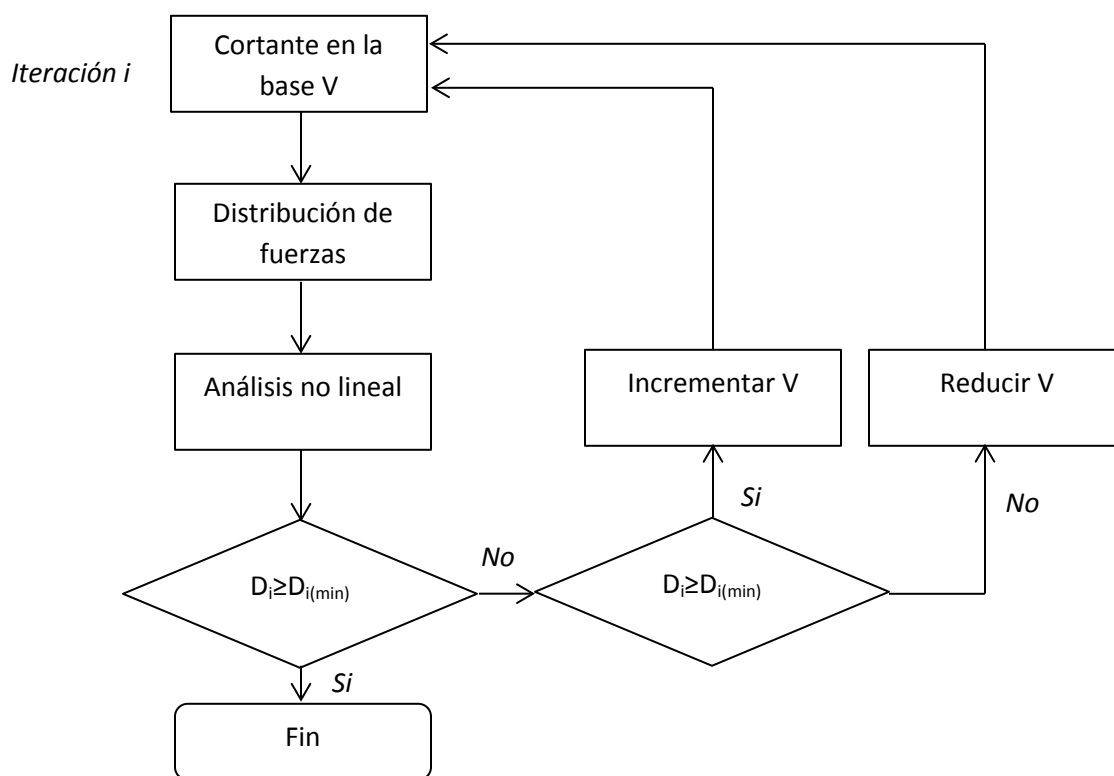 Iteración i
Cortante en la
base V
Distribución de
fuerzas
Análisis no lineal
Incrementar V
Reducir V
Si
No
No
Di≥Di(min)
Di≥Di(min)
Si
Fin